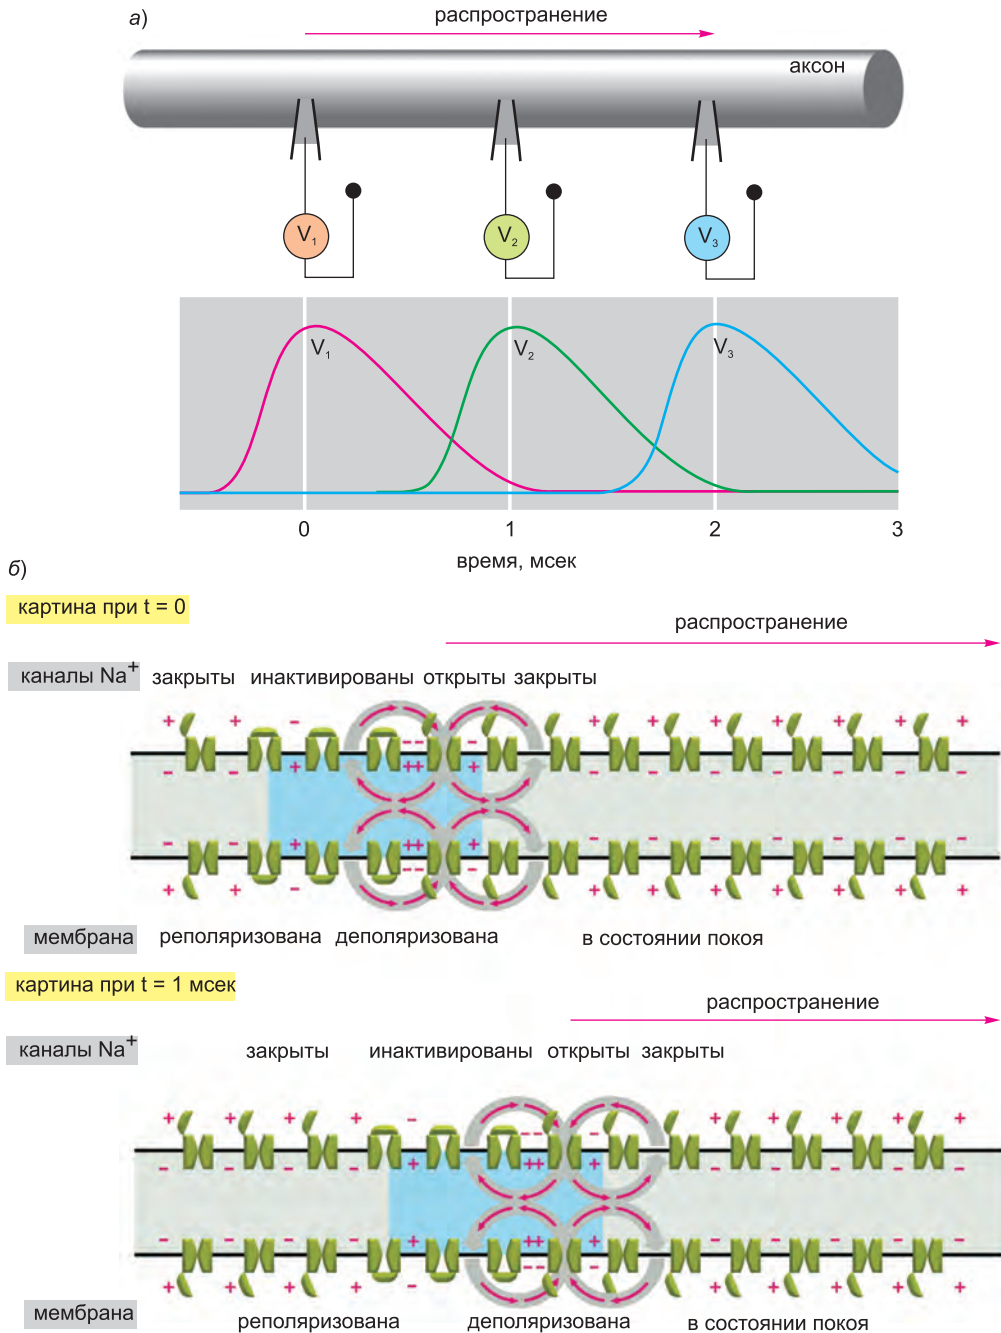 а)
распространение
аксон
V1 V2 V3
V1 V2 V3
0 1 2 3
время, мсек
б)
картина при t = 0
распространение
каналы Na+ закрыты инактивированы открыты закрыты
+ + - + + + + + +
- - + ++ + - - - - - -
-- -
- - + ++ + - - - - - -
-- -
+ + - + + + + + +
мембрана реполяризована деполяризована в состоянии покоя
картина при t = 1 мсек
распространение
каналы Na+ закрыты инактивированы открыты закрыты
+ + + + - -- - + + + +
- - - - + ++ + - - - -
- - - - + ++ + - - - -
+ + + + - -- - + + + +
мембрана реполяризована деполяризована в состоянии покоя